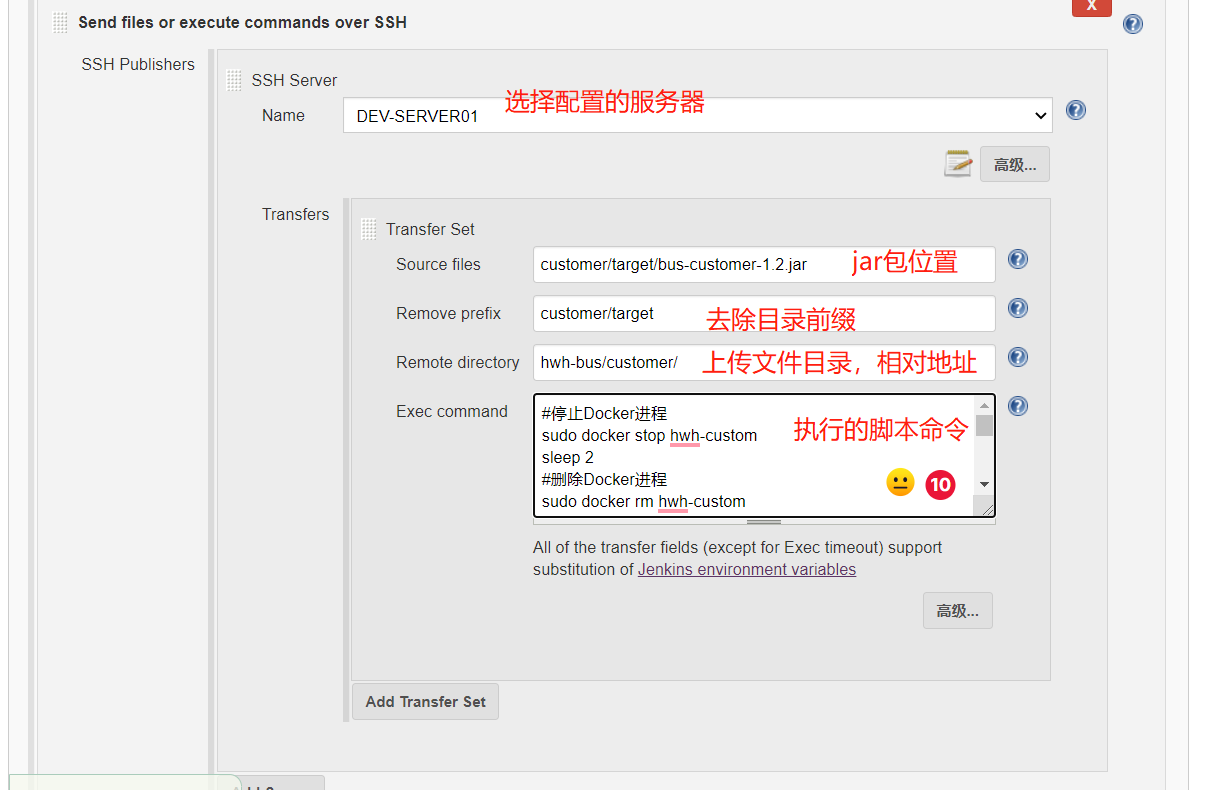 X
Send files or execute commands over SSH
SSH Publishers
SSH Server
Name
DEV-SERVER01
选择配置的服务器
高级...
Transfers
Transfer Set
Source files
customer/target/bus-customer-1.2.jar
jar包位置
Remove prefix
customer/target
去除目录前缀
Remote directory
hwh-bus/customer/
上传文件目录，相对地址
Exec command
#停止Docker进程
sudo docker stop hwh-custom
执行的脚本命令
sleep 2
#删除Docker进程
10
sudo docker rm hwh-custom
All of the transfer fields (except for Exec timeout) support
substitution of Jenkins environment variables
高级...
Add Transfer Set